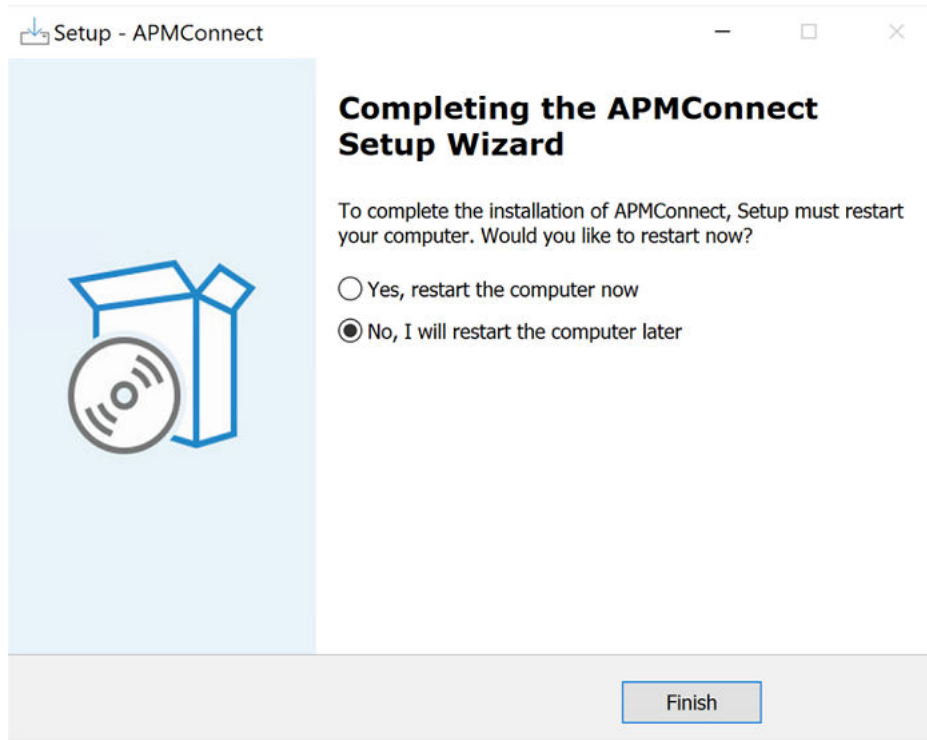 Setup - APMConnect
Completing the APMConnect
Setup Wizard
To complete the installation of APMConnect, Setup must restart
your computer. Would you like to restart now?
Yes, restart the computer now
No, I will restart the computer later
Finish